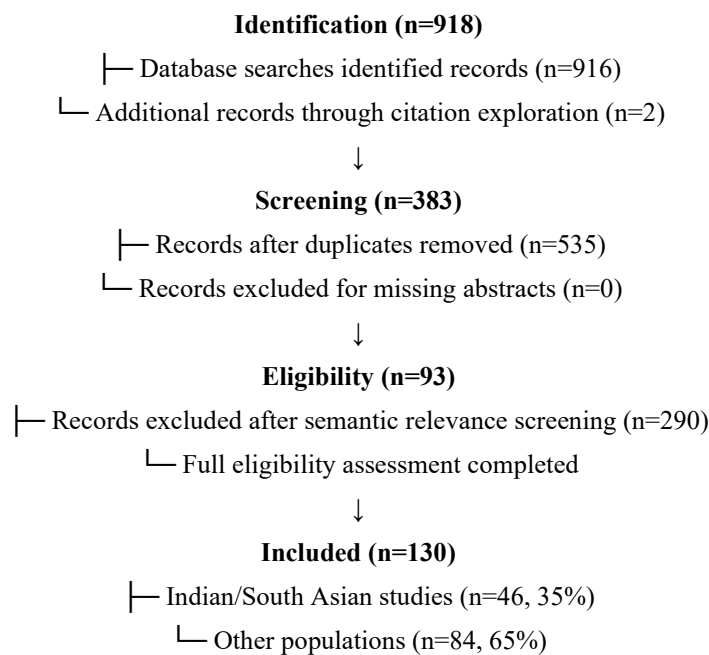 Identification (n=918)
├─ Database searches identified records (n=916)
└─ Additional records through citation exploration (n=2)
↓
Screening (n=383)
├─ Records after duplicates removed (n=535)
└─ Records excluded for missing abstracts (n=0)
↓
Eligibility (n=93)
├─ Records excluded after semantic relevance screening (n=290)
└─ Full eligibility assessment completed
↓
Included (n=130)
├─ Indian/South Asian studies (n=46, 35%)
└─ Other populations (n=84, 65%)